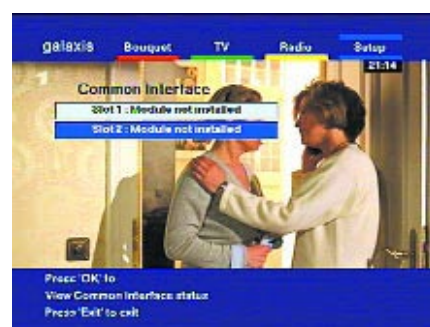 galaxis Bouquet TV Radio Setup
21:14
Common Interface
Slot 1 : Module not installed
Slot 2 : Module not installed
Press 'OK' to
View Common Interface status
Press 'Exit' to exit